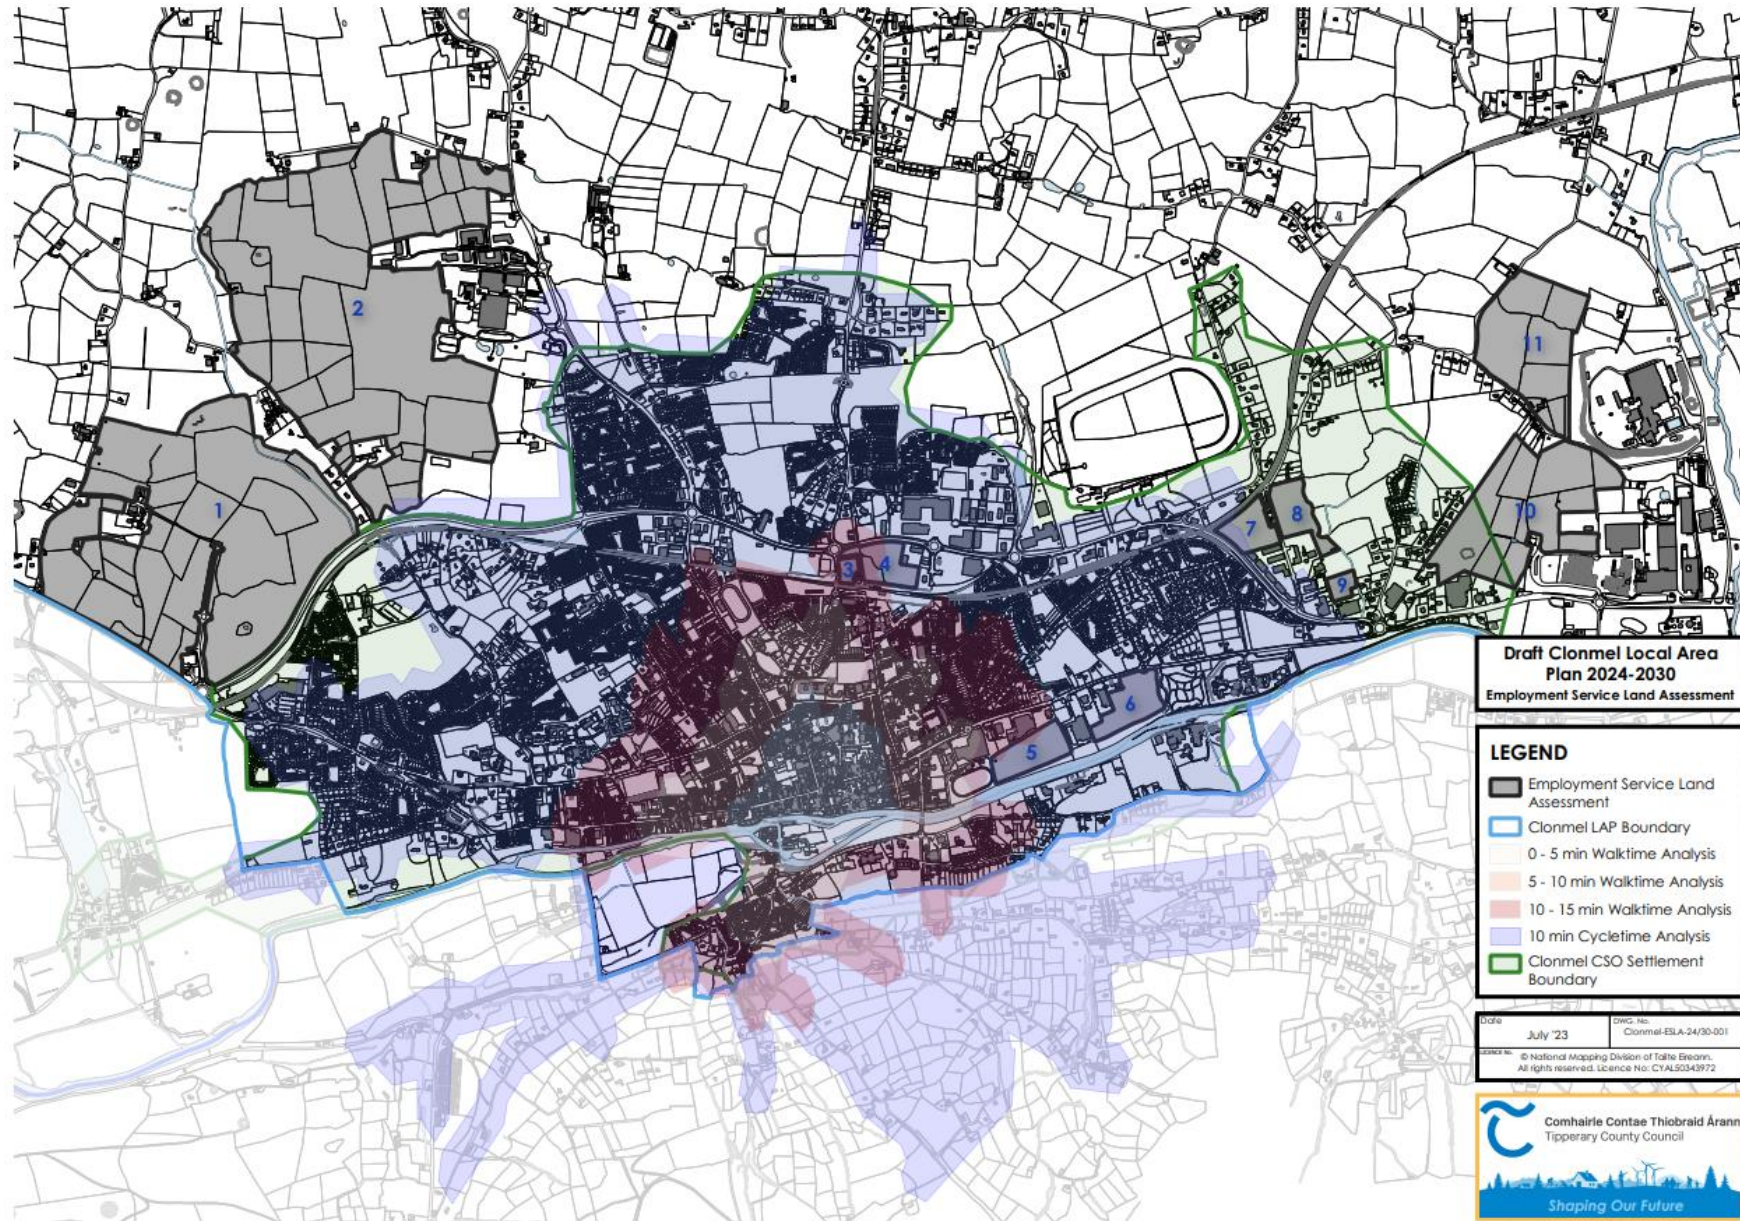 2
11
1
10
8
7
3
4
9
6
5
Draft Clonmel Local Area
Plan 2024-2030
Employment Service Land Assessment
LEGEND
Employment Service Land
Assessment
Clonmel LAP Boundary
0 - 5 min Walktime Analysis
5 - 10 min Walktime Analysis
10 - 15 min Walktime Analysis
10 min Cycletime Analysis
Clonmel CSO Settlement
Boundary
Date
July '23
DWG. No.
Clonmel-ESLA-24/30-001
© National Mapping Division of Tailte Éireann.
All rights reserved. Licence No: CYAL50343972
Comhairle Contae Thiobraid Árann
Tipperary County Council
Shaping Our Future